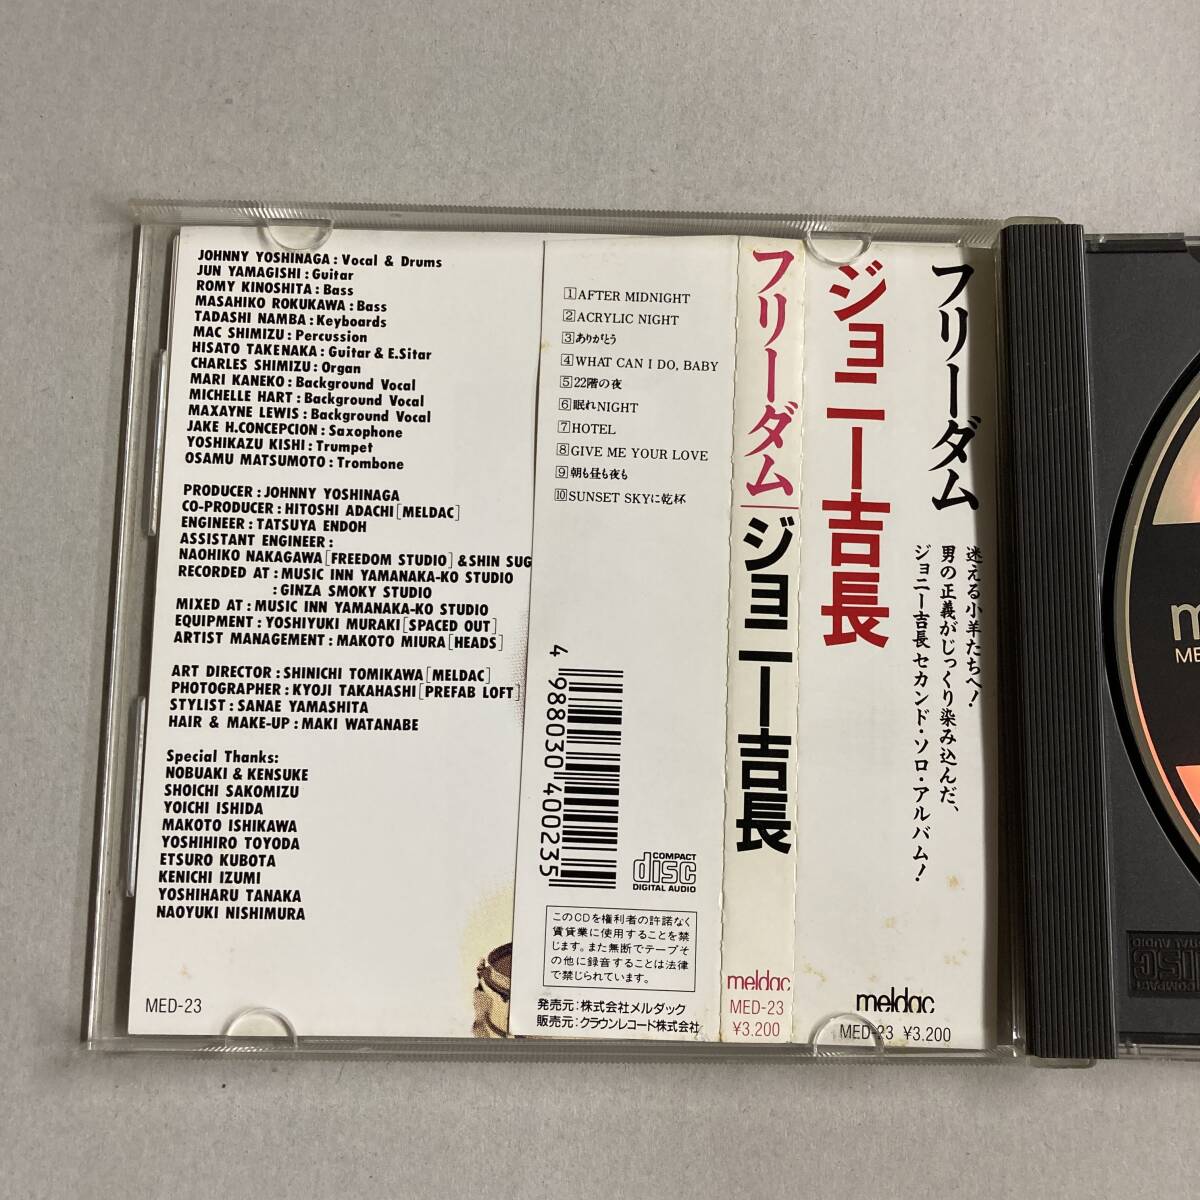 JOHNNY YOSHINAGA : Vocal & Drums
JUN YAMAGISHI : Guitar
ROMY KINOSHITA : Bass
MASAHIKO ROKUKAWA : Bass
TADASHI NAMBA : Keyboards
MAC SHIMIZU : Percussion
HISATO TAKENAKA : Guitar & E.Sitar
CHARLES SHIMIZU : Organ
MARI KANEKO : Background Vocal
MICHELLE HART : Background Vocal
MAXAYNE LEWIS : Background Vocal
JAKE H.CONCEPCION : Saxophone
YOSHIKAZU KISHI : Trumpet
OSAMU MATSUMOTO : Trombone
PRODUCER : JOHNNY YOSHINAGA
CO-PRODUCER : HITOSHI ADACHI [MELDAC]
ENGINEER : TATSUYA ENDOH
ASSISTANT ENGINEER :
NAOHIKO NAKAGAWA [FREEDOM STUDIO] & SHIN SUG
RECORDED AT : MUSIC INN YAMANAKA-KO STUDIO
: GINZA SMOKY STUDIO
MIXED AT : MUSIC INN YAMANAKA-KO STUDIO
EQUIPMENT : YOSHIYUKI MURAKI [SPACED OUT]
ARTIST MANAGEMENT : MAKOTO MIURA [HEADS]
ART DIRECTOR : SHINICHI TOMIKAWA [MELDAC]
PHOTOGRAPHER : KYOJI TAKAHASHI [PREFAB LOFT]
STYLIST : SANAE YAMASHITA
HAIR & MAKE-UP : MAKI WATANABE
Special Thanks:
NOBUAKI & KENSUKE
SHOICHI SAKOMIZU
YOICHI ISHIDA
MAKOTO ISHIKAWA
YOSHIHIRO TOYODA
ETSURO KUBOTA
KENICHI IZUMI
YOSHIHARU TANAKA
NAOYUKI NISHIMURA
MED-23
1 AFTER MIDNIGHT
2 ACRYLIC NIGHT
3 ありがとう
4 WHAT CAN I DO, BABY
5 22階の夜
6 眠れNIGHT
7 HOTEL
8 GIVE ME YOUR LOVE
9 朝も昼も夜も
10 SUNSET SKYに乾杯
4 988030 400235
COMPACT
disc
DIGITAL AUDIO
このCDを権利者の許諾なく
賃貸業に使用することを禁
じます。また無断でテープそ
の他に録音することは法律
で禁じられています。
発売元：株式会社メルダック
販売元：クラウンレコード株式会社
フリーダム｜ジョニー吉長
meldac
MED-23
¥3.200
フリーダム
ジョニー吉長
迷える小羊たちへ！
男の正義がじっくり染み込んだ、
ジョニー吉長セカンド・ソロ・アルバム！
meldac
MED-23 ¥3.200